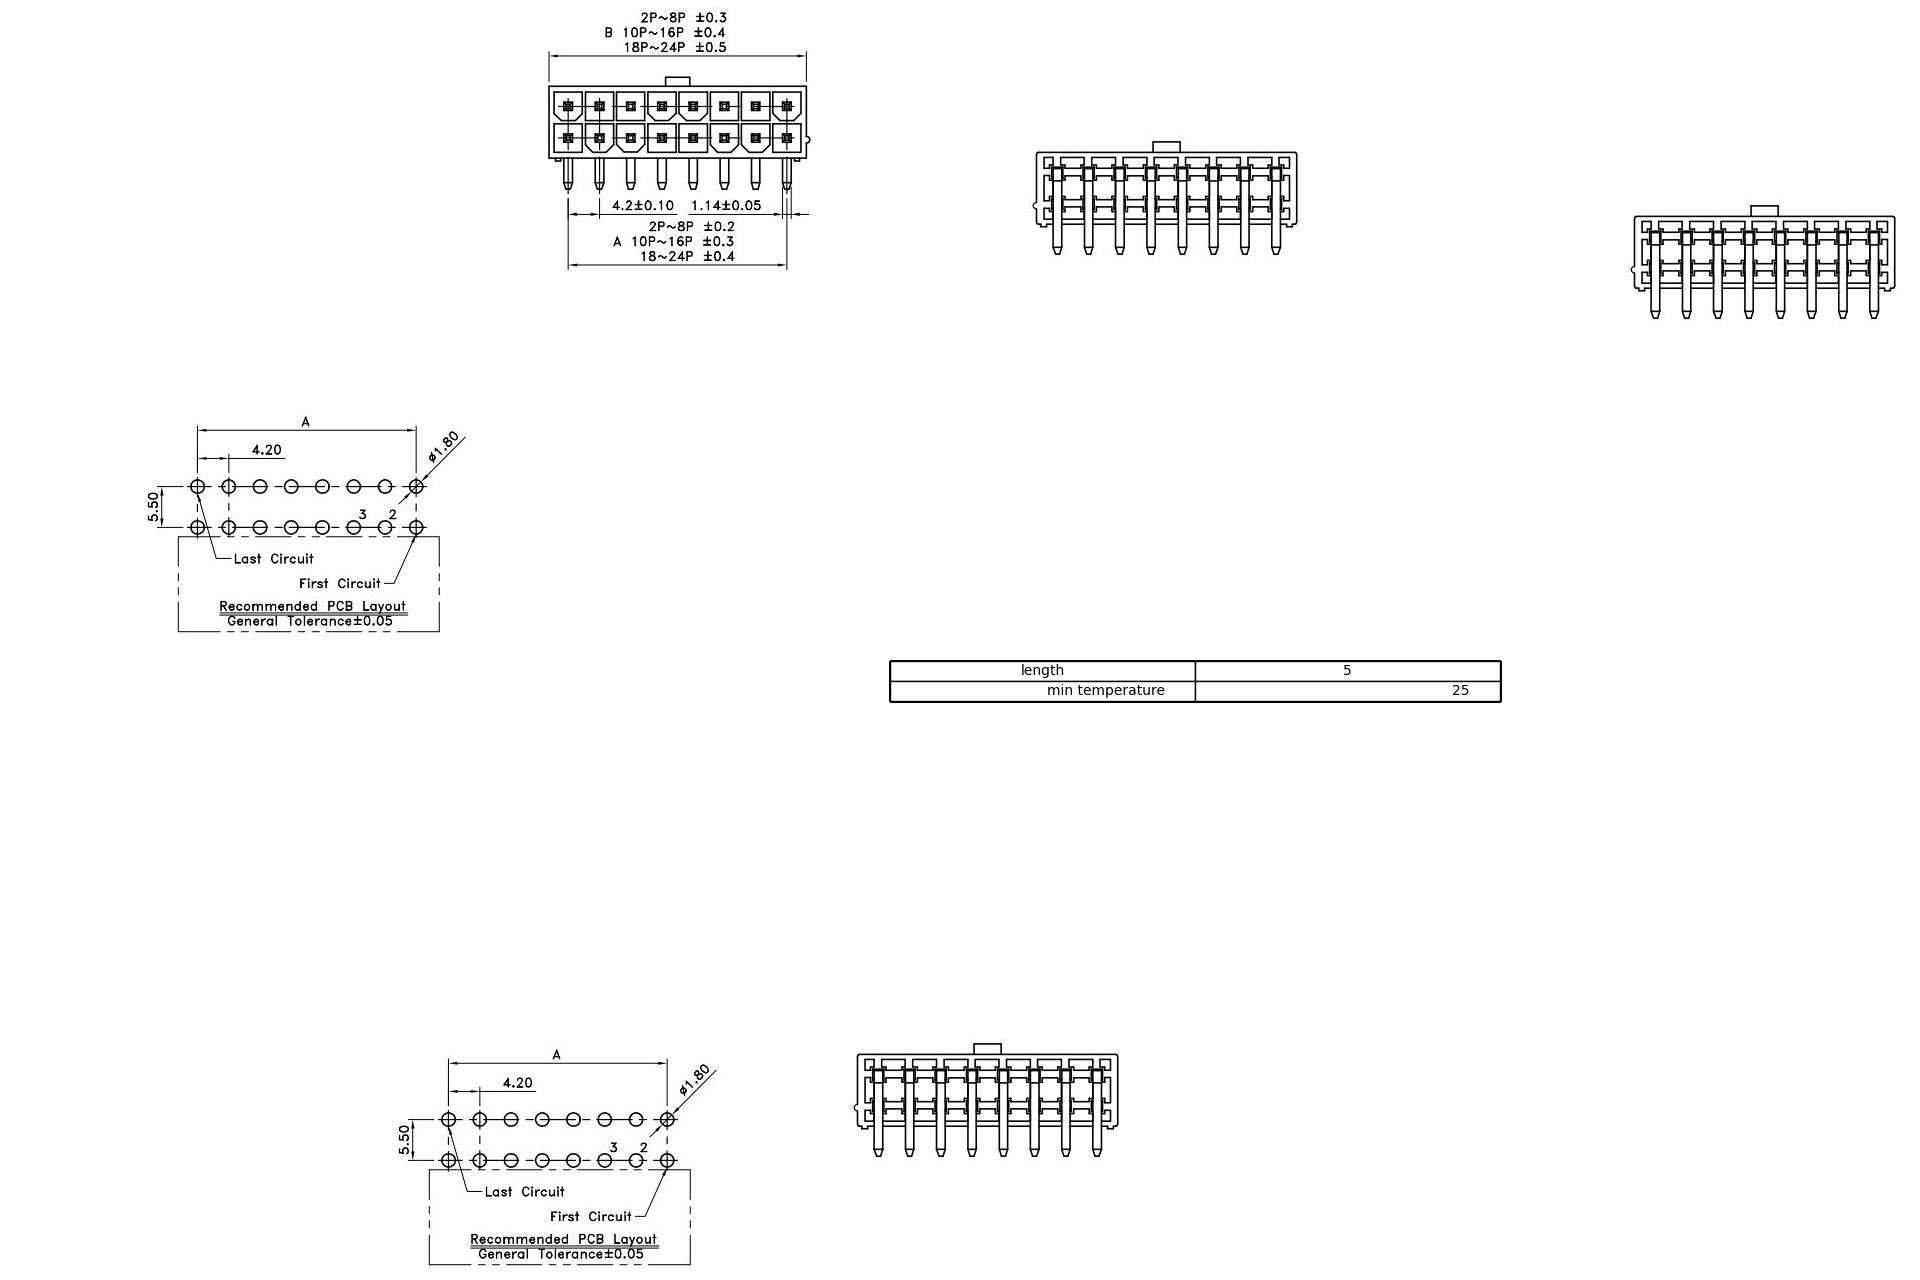 2P~8P ±0.3
B 10P~16P ±0.4
18P~24P ±0.5
4.2±0.10 1.14±0.05
2P~8P ±0.2
A 10P~16P ±0.3
18~24P ±0.4
A
4.20
ø1.80
5.50
3 2
Last Circuit
First Circuit
Recommended PCB Layout
General Tolerance±0.05
length 5
min temperature 25
A
4.20
ø1.80
5.50
3 2
Last Circuit
First Circuit
Recommended PCB Layout
General Tolerance±0.05